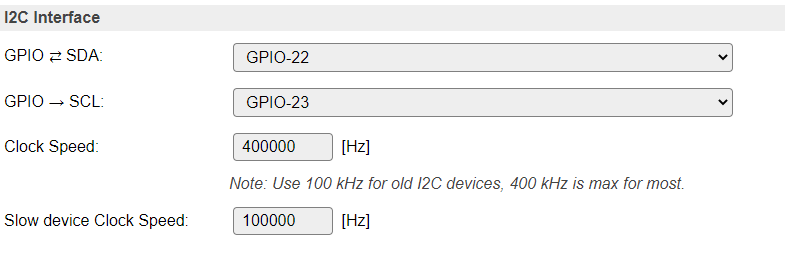 I2C Interface
GPIO ⇄ SDA:
GPIO-22
GPIO → SCL:
GPIO-23
Clock Speed:
400000
[Hz]
Note: Use 100 kHz for old I2C devices, 400 kHz is max for most.
Slow device Clock Speed:
100000
[Hz]